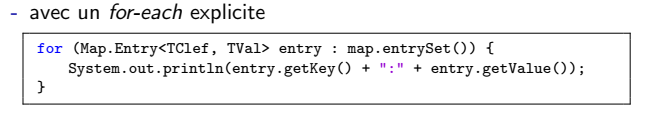 - avec un for-each explicite
for (Map.Entry<TClef, TVal> entry : map.entrySet()) {
    System.out.println(entry.getKey() + ":" + entry.getValue());
}